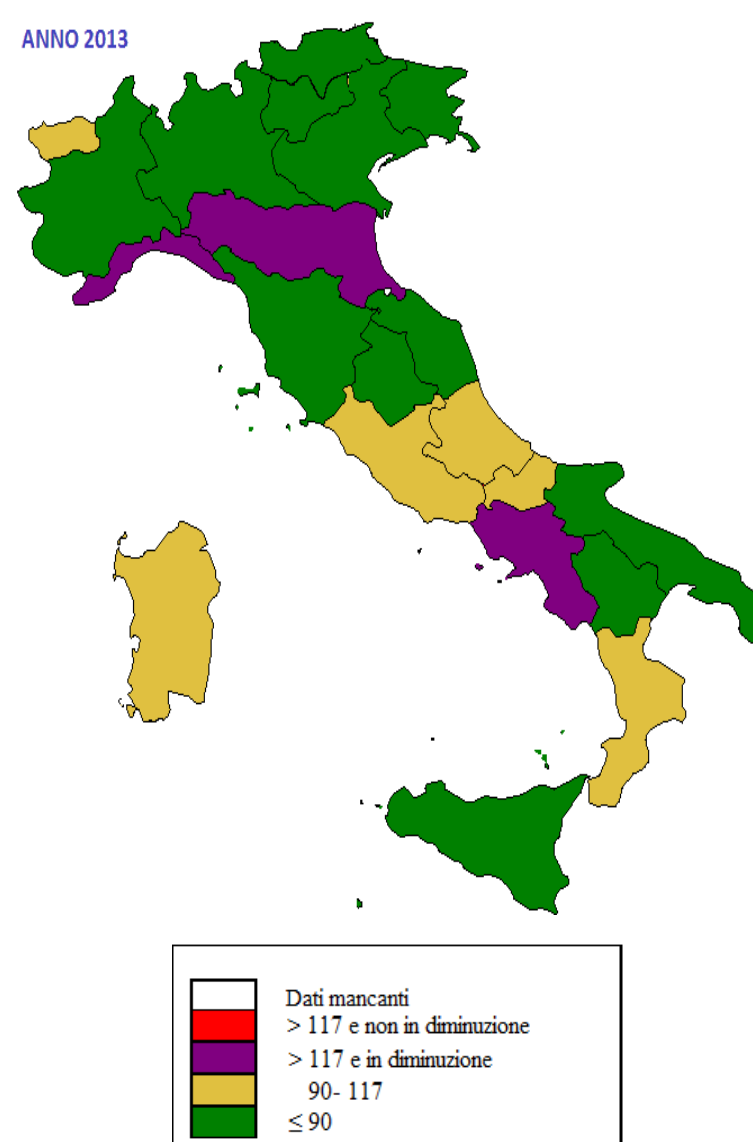 ANNO 2013
Dati mancanti
> 117 e non in diminuzione
> 117 e in diminuzione
90- 117
≤ 90